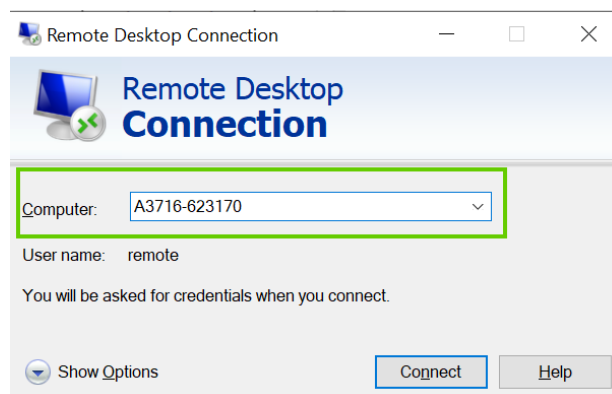 Remote Desktop Connection
Remote Desktop
Connection
Computer: A3716-623170
User name: remote
You will be asked for credentials when you connect.
Show Options Connect Help